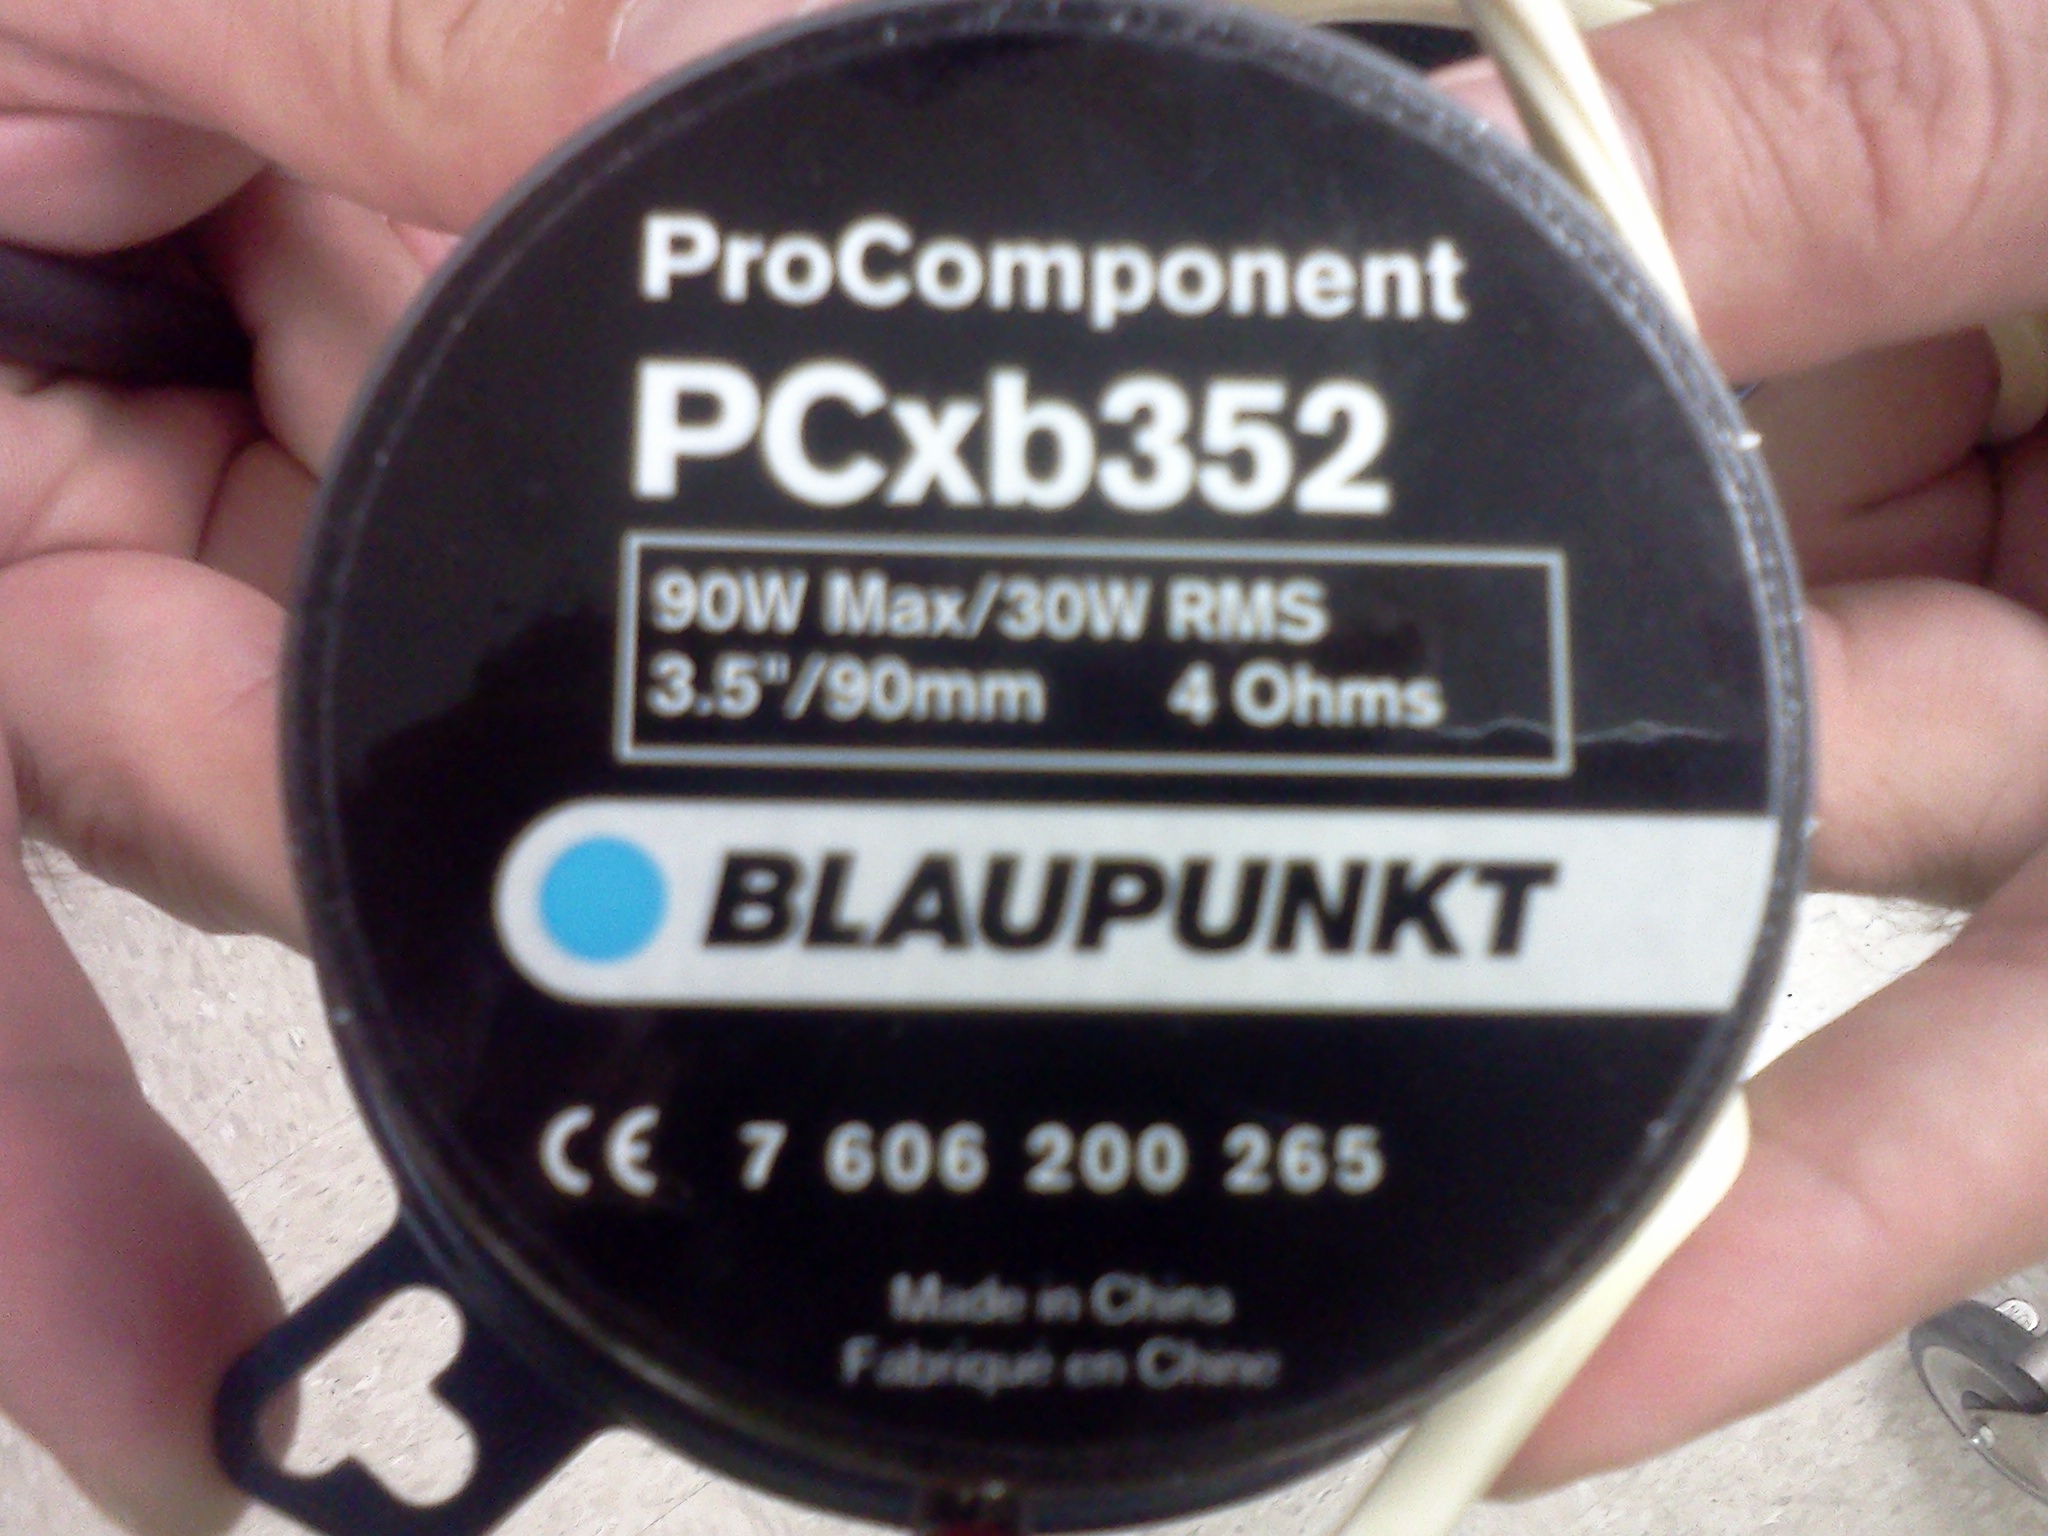 ProComponent
PCxb352
90W Max/30W RMS
3.5"/90mm 4 Ohms
BLAUPUNKT
CE 7 606 200 265
Made in China
Fabriqué en Chine